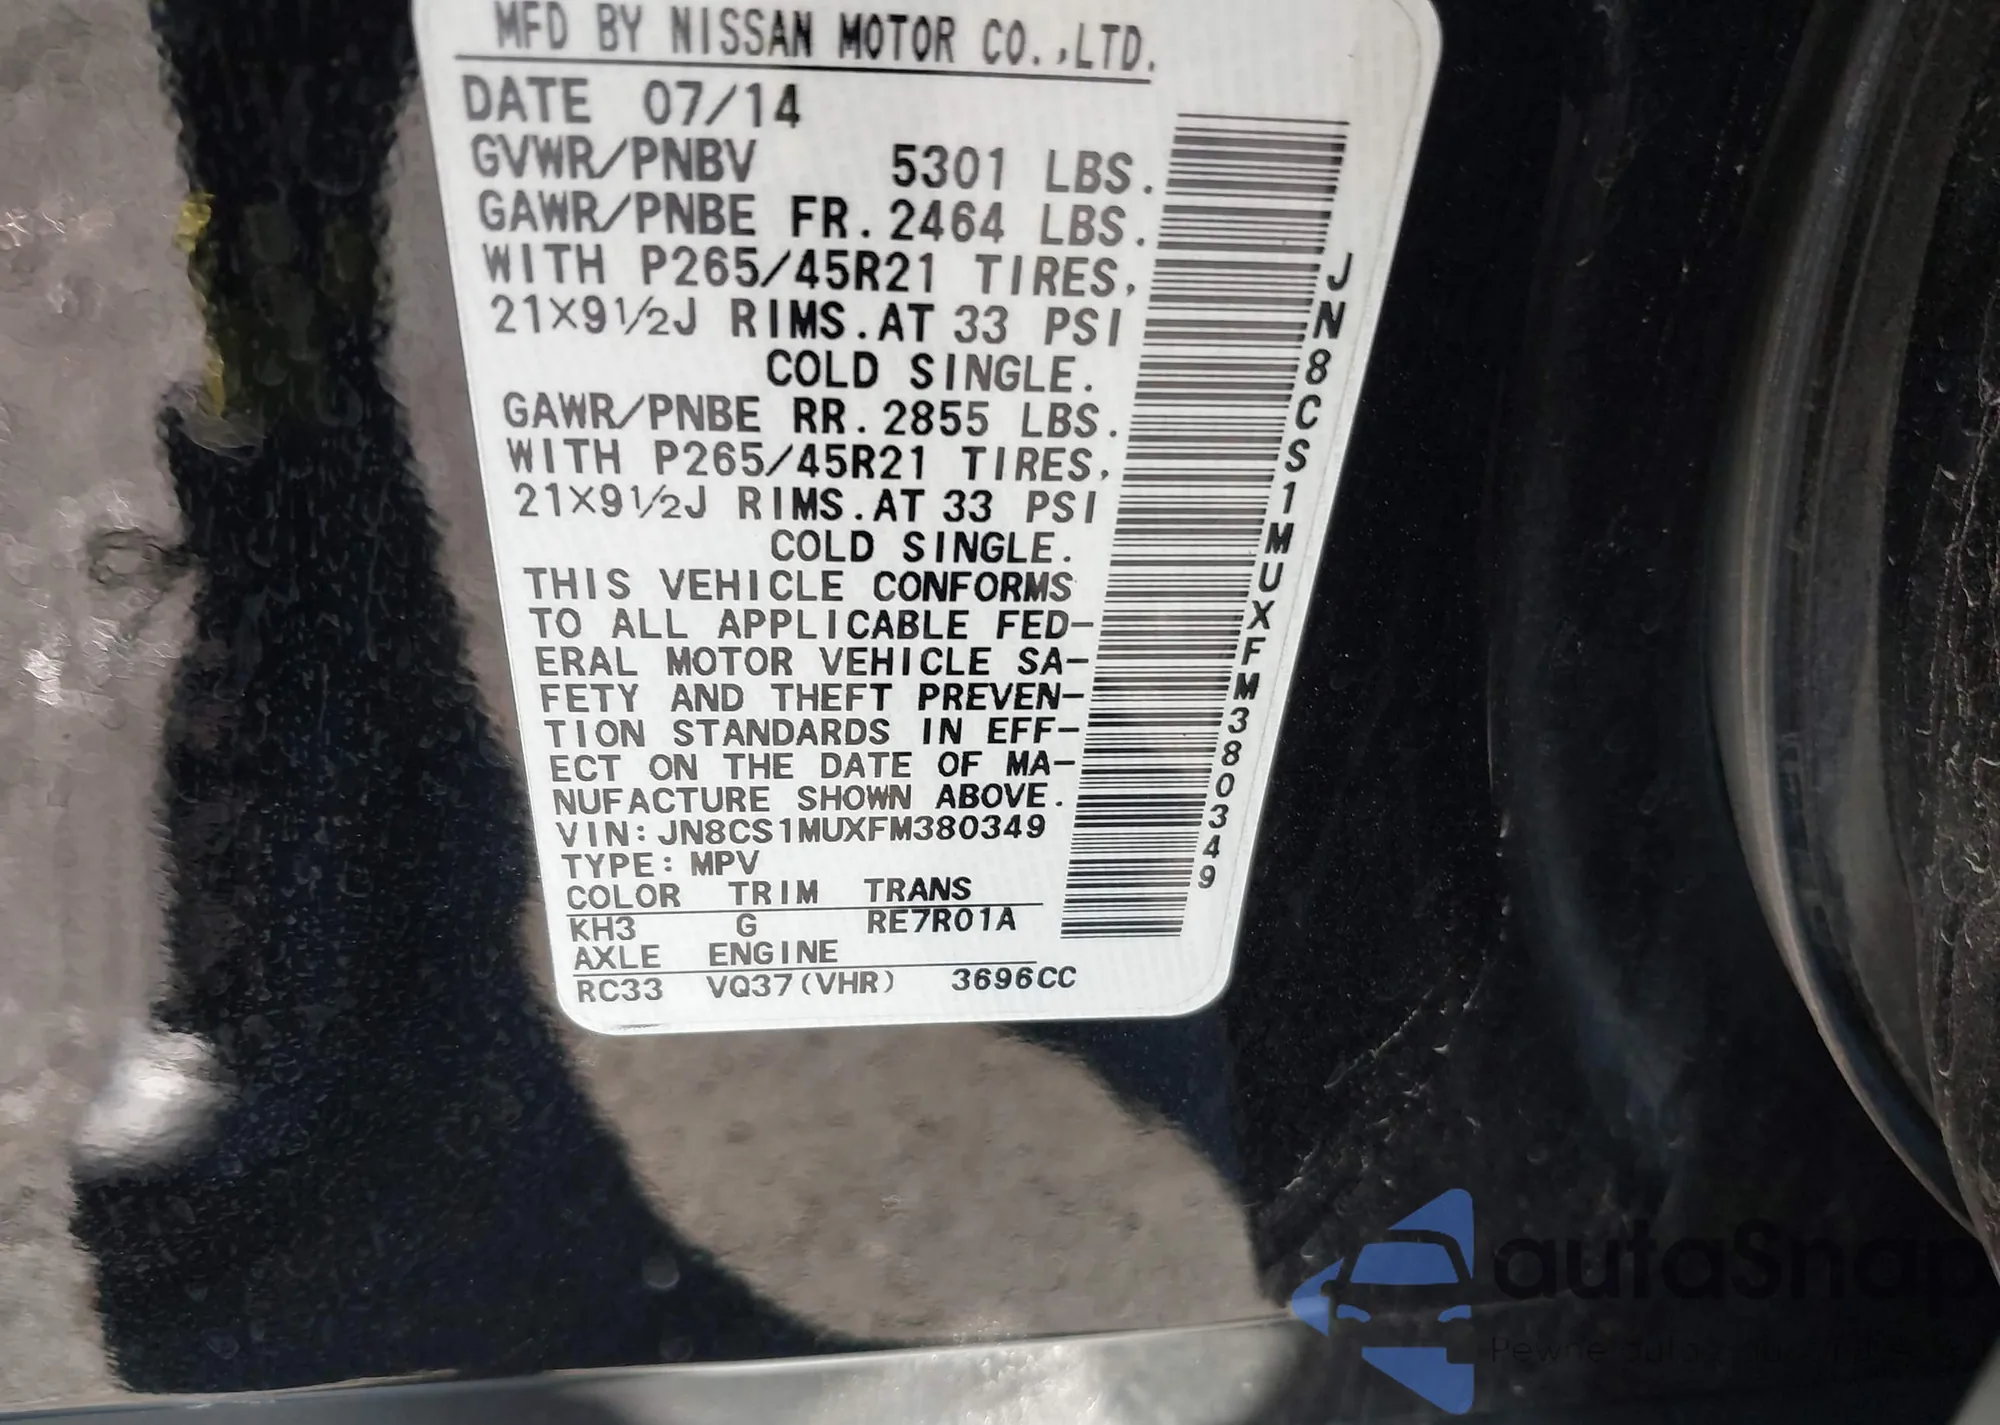 MFD BY NISSAN MOTOR CO.,LTD.
DATE 07/14
GVWR/PNBV 5301 LBS.
GAWR/PNBE FR. 2464 LBS.
WITH P265/45R21 TIRES,
21X9½J RIMS. AT 33 PSI
COLD SINGLE.
GAWR/PNBE RR. 2855 LBS.
WITH P265/45R21 TIRES,
21X9½J RIMS. AT 33 PSI
COLD SINGLE.
THIS VEHICLE CONFORMS
TO ALL APPLICABLE FED-
ERAL MOTOR VEHICLE SA-
FETY AND THEFT PREVEN-
TION STANDARDS IN EFF-
ECT ON THE DATE OF MA-
NUFACTURE SHOWN ABOVE.
VIN: JN8CS1MUXFM380349
TYPE: MPV
COLOR TRIM TRANS
KH3 G RE7R01A
AXLE ENGINE
RC33 VQ37(VHR) 3696CC
JN8CS1MUXFM380349
autoSnap
Pewne auto